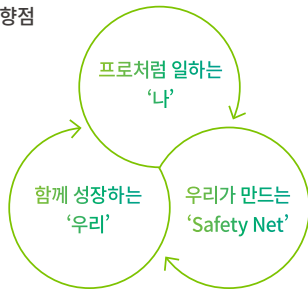 향점
프로처럼 일하는
‘나’
함께 성장하는
‘우리’
우리가 만드는
‘Safety Net’